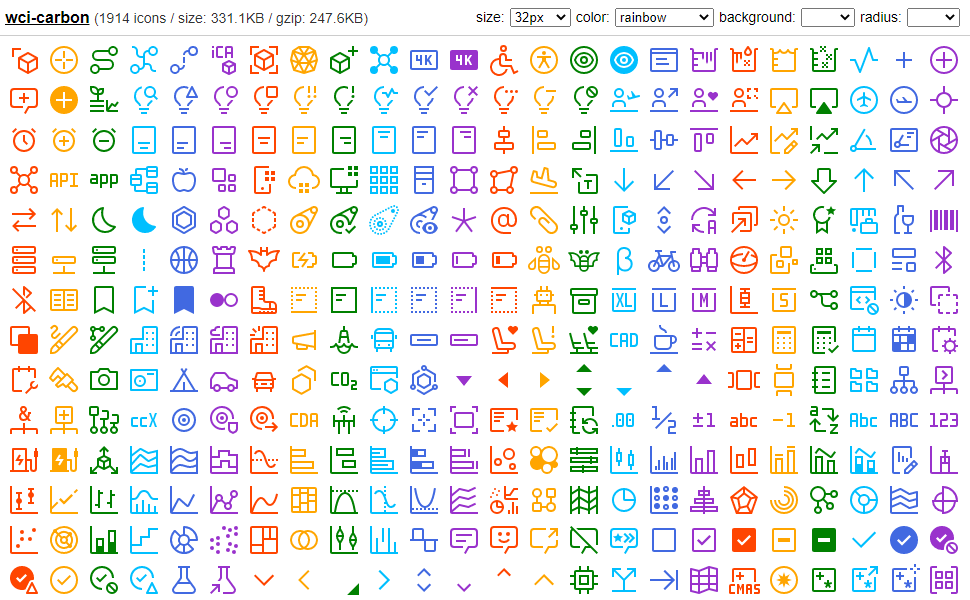 wci-carbon (1914 icons / size: 331.1KB / gzip: 247.6KB) size: 32px color: rainbow background: radius:
iCA 4K 4K
API app
T A
@
β
XL L M S
CAD
CO₂
& ccX CDA .00 1/2 ±1 abc -1 a z Abc ABC 123
CMAS